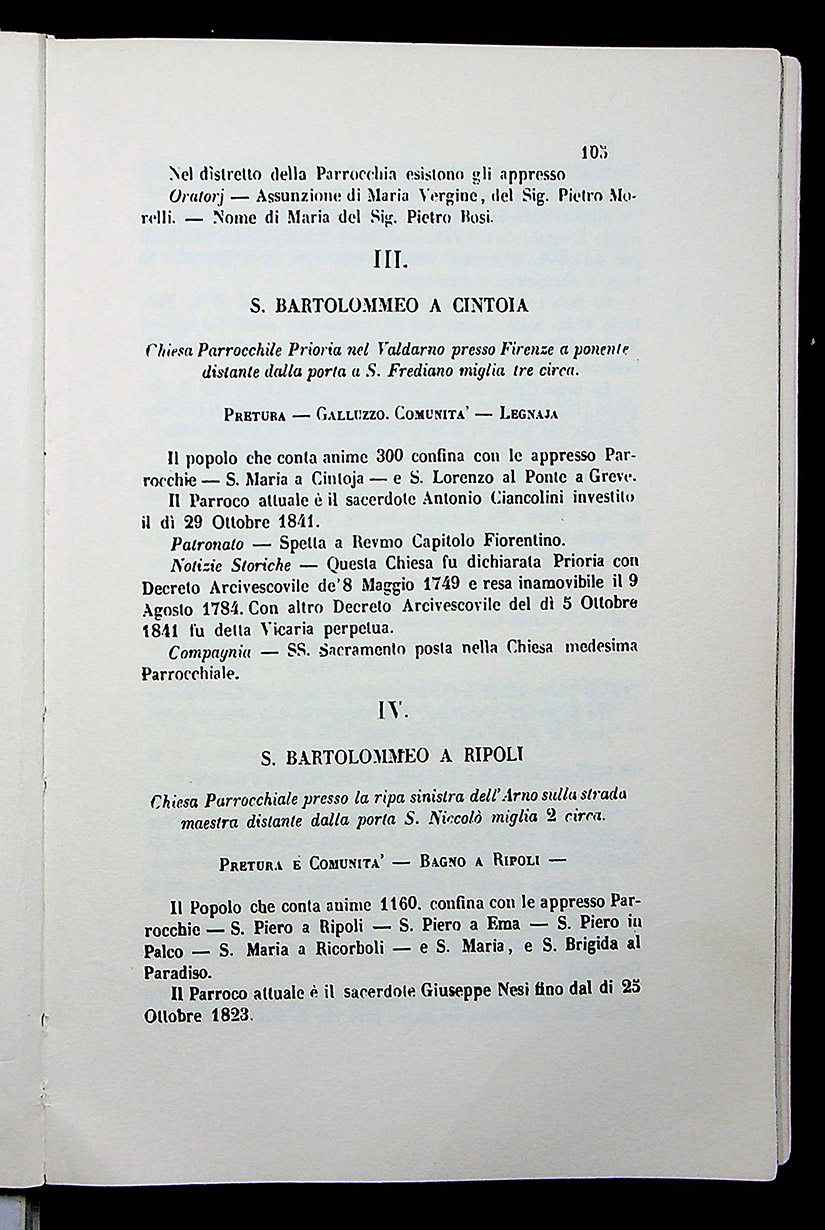 105
Nel distretto della Parrocchia esistono gli appresso
Oratorj — Assunzione di Maria Vergine, del Sig. Pietro Mo-
relli. — Nome di Maria del Sig. Pietro Bosi.
III.
S. BARTOLOMMEO A CINTOIA
Chiesa Parrocchile Prioria nel Valdarno presso Firenze a ponente
distante dalla porta a S. Frediano miglia tre circa.
PRETURA — GALLUZZO. COMUNITA' — LEGNAJA
Il popolo che conta anime 300 confina con le appresso Par-
rocchie — S. Maria a Cintoja — e S. Lorenzo al Ponte a Greve.
Il Parroco attuale è il sacerdote Antonio Ciancolini investito
il dì 29 Ottobre 1841.
Patronato — Spetta a Revmo Capitolo Fiorentino.
Notizie Storiche — Questa Chiesa fu dichiarata Prioria con
Decreto Arcivescovile de'8 Maggio 1749 e resa inamovibile il 9
Agosto 1784. Con altro Decreto Arcivescovile del dì 5 Ottobre
1841 fu detta Vicaria perpetua.
Compagnia — SS. Sacramento posta nella Chiesa medesima
Parrocchiale.
IV.
S. BARTOLOMMEO A RIPOLI
Chiesa Parrocchiale presso la ripa sinistra dell'Arno sulla strada
maestra distante dalla porta S. Niccolò miglia 2 circa.
PRETURA E COMUNITA' — BAGNO A RIPOLI —
Il Popolo che conta anime 1160. confina con le appresso Par-
rocchie — S. Piero a Ripoli — S. Piero a Ema — S. Piero in
Palco — S. Maria a Ricorboli — e S. Maria, e S. Brigida al
Paradiso.
Il Parroco attuale è il sacerdote Giuseppe Nesi fino dal di 25
Ottobre 1823.